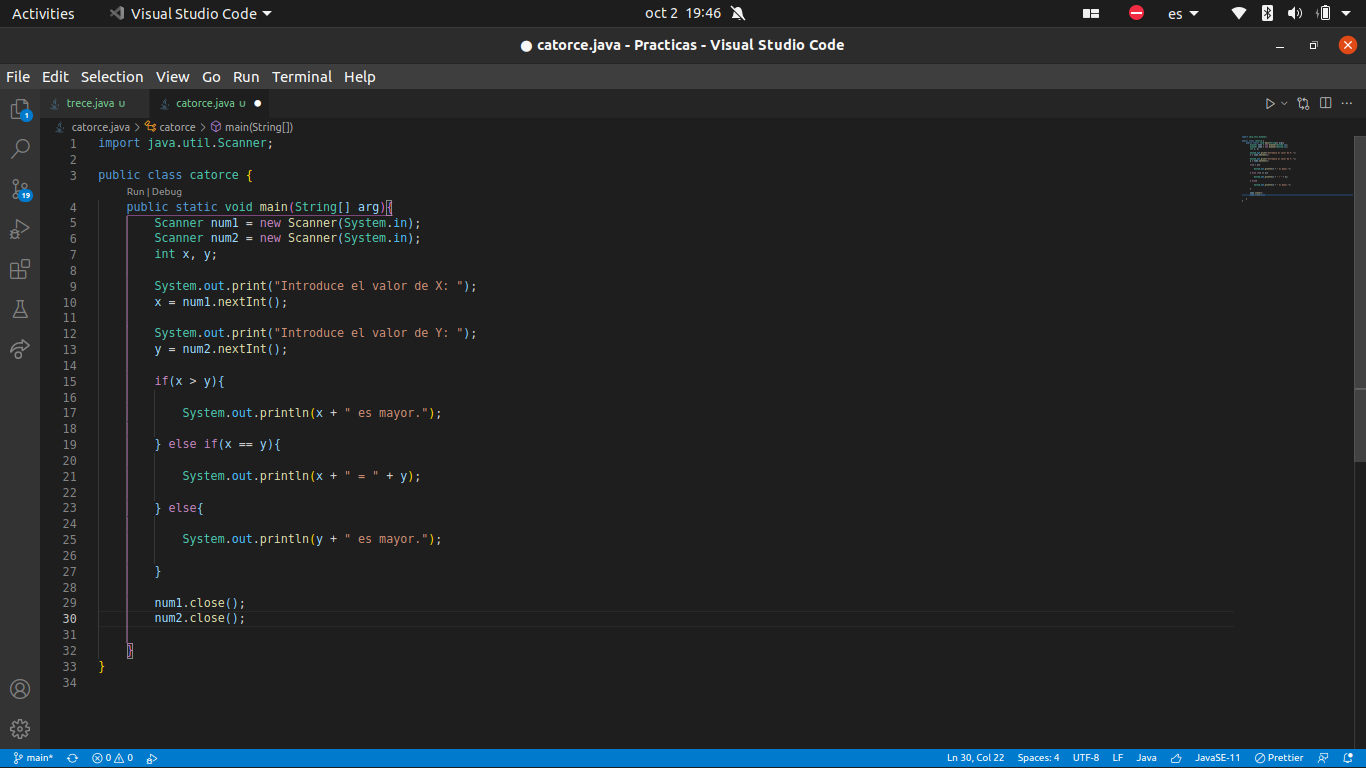 Activities Visual Studio Code oct 2 19:46 es
catorce.java - Practicas - Visual Studio Code
File Edit Selection View Go Run Terminal Help
trece.java U catorce.java U
catorce.java > catorce > main(String[])
1 import java.util.Scanner;
2
3 public class catorce {
Run | Debug
4 public static void main(String[] arg){
5 Scanner num1 = new Scanner(System.in);
6 Scanner num2 = new Scanner(System.in);
7 int x, y;
8
9 System.out.print("Introduce el valor de X: ");
10 x = num1.nextInt();
11
12 System.out.print("Introduce el valor de Y: ");
13 y = num2.nextInt();
14
15 if(x > y){
16
17 System.out.println(x + " es mayor.");
18
19 } else if(x == y){
20
21 System.out.println(x + " = " + y);
22
23 } else{
24
25 System.out.println(y + " es mayor.");
26
27 }
28
29 num1.close();
30 num2.close();
31
32 }
33 }
34
1
19
main* 0 0 Ln 30, Col 22 Spaces: 4 UTF-8 LF Java JavaSE-11 Prettier